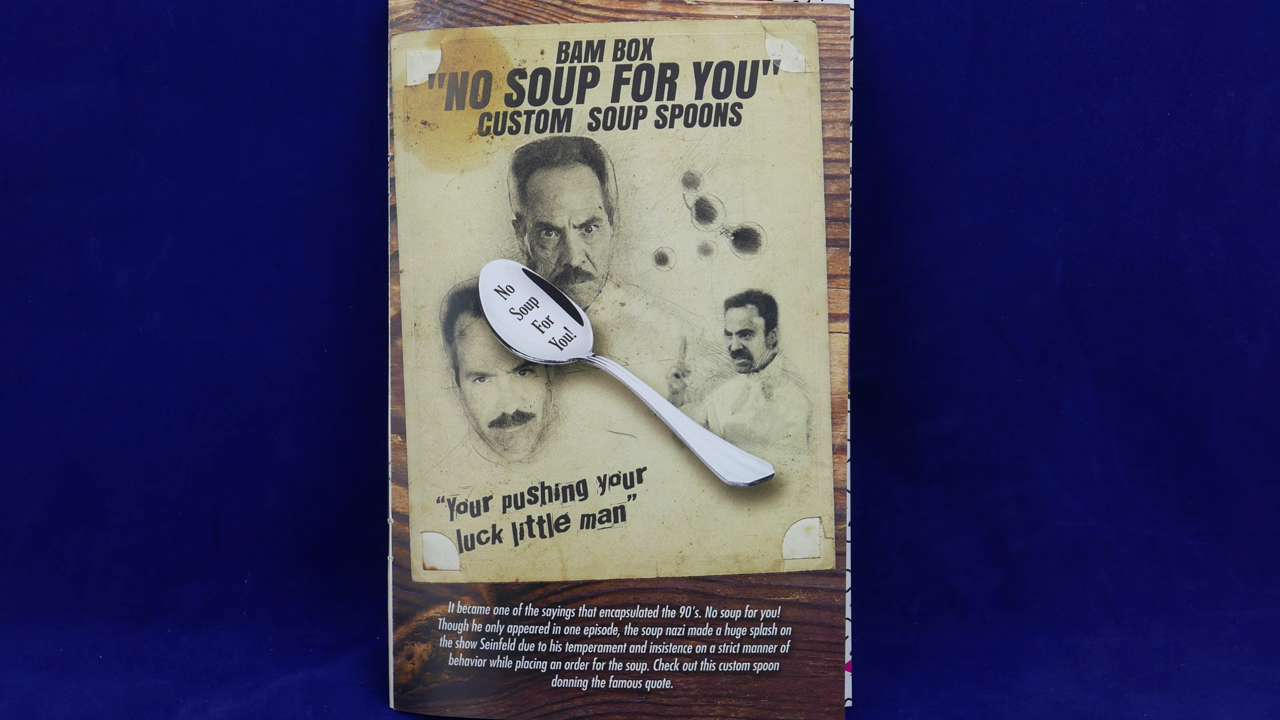 BAM BOX
"NO SOUP FOR YOU"
CUSTOM SOUP SPOONS
No
Soup
For
You!
“Your pushing your
luck little man”
It became one of the sayings that encapsulated the 90's. No soup for you!
Though he only appeared in one episode, the soup nazi made a huge splash on
the show Seinfeld due to his temperament and insistence on a strict manner of
behavior while placing an order for the soup. Check out this custom spoon
donning the famous quote.